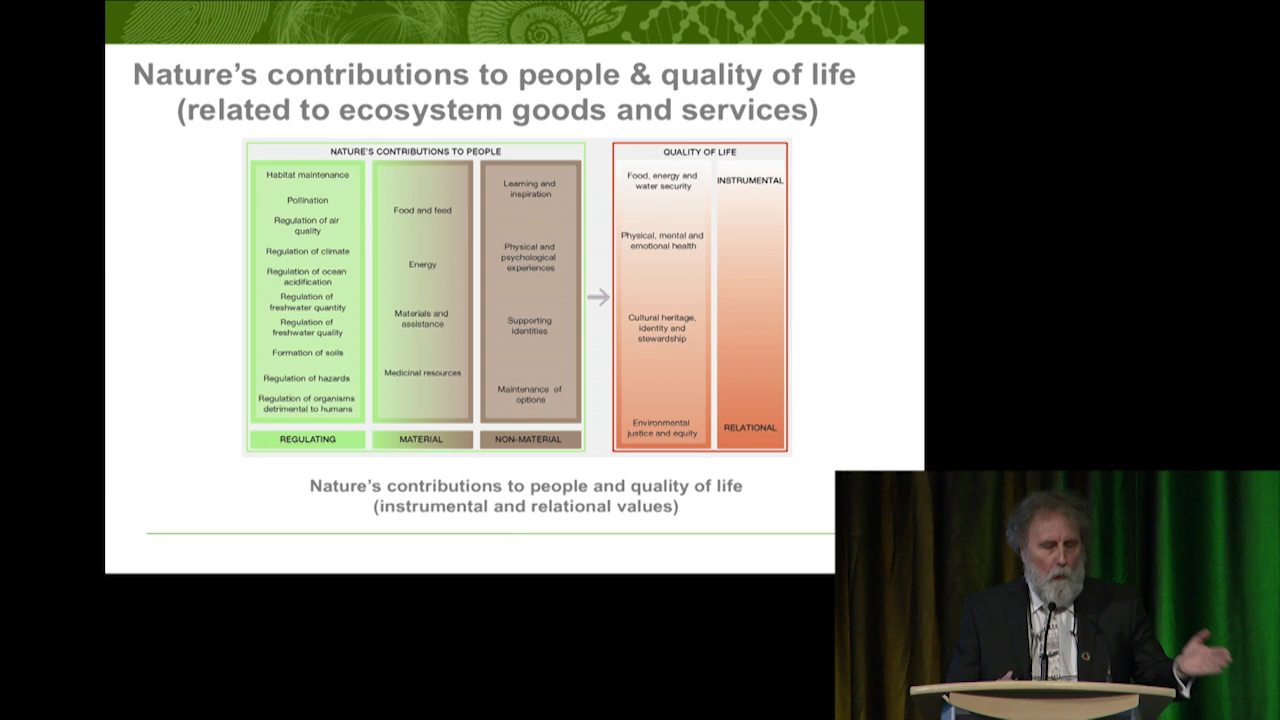 Nature's contributions to people & quality of life
(related to ecosystem goods and services)
NATURE'S CONTRIBUTIONS TO PEOPLE
Habitat maintenance
Pollination
Regulation of air
quality
Regulation of climate
Regulation of ocean
acidification
Regulation of
freshwater quantity
Regulation of
freshwater quality
Formation of soils
Regulation of hazards
Regulation of organisms
detrimental to humans
REGULATING
Food and feed
Energy
Materials and
assistance
Medicinal resources
MATERIAL
Learning and
inspiration
Physical and
psychological
experiences
Supporting
identities
Maintenance of
options
NON-MATERIAL
QUALITY OF LIFE
Food, energy and
water security
Physical, mental and
emotional health
Cultural heritage,
identity and
stewardship
Environmental
justice and equity
INSTRUMENTAL
RELATIONAL
Nature's contributions to people and quality of life
(instrumental and relational values)